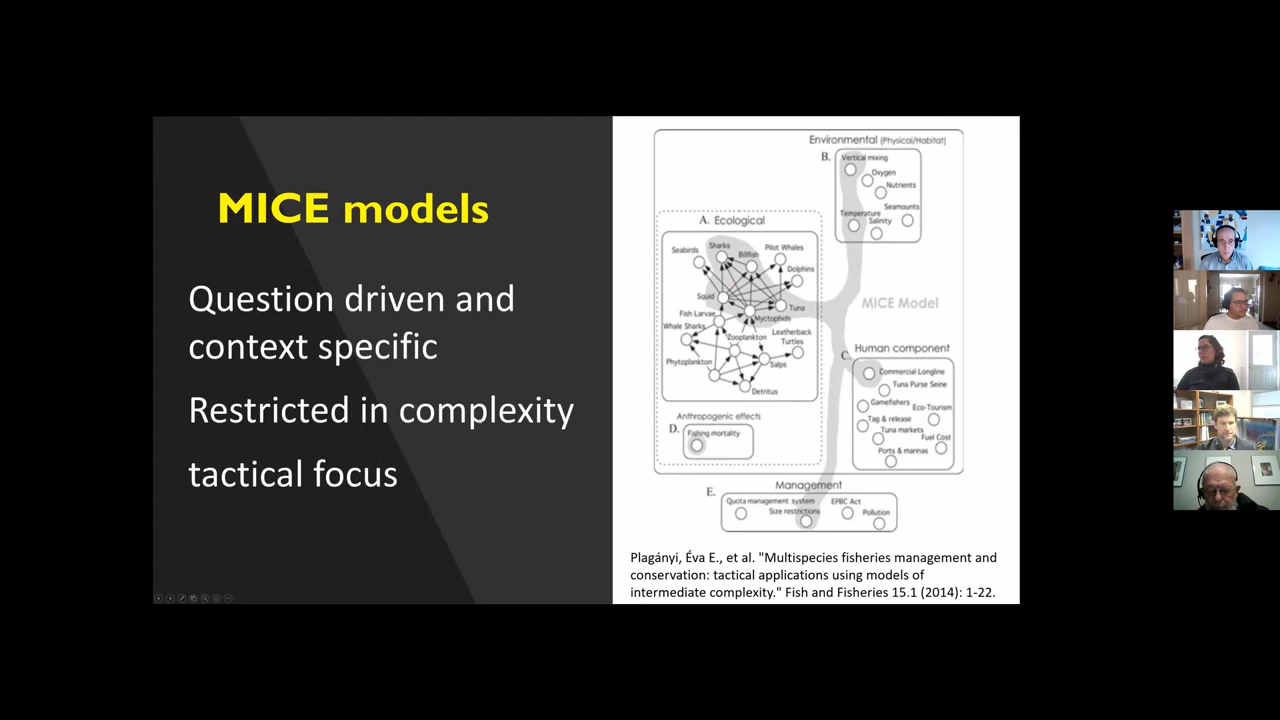 MICE models
Question driven and
context specific
Restricted in complexity
tactical focus
Environmental (Physical/Habitat)
B.
Vertical mixing
Oxygen
Nutrients
Seamounts
Temperature
Salinity
A. Ecological
Seabirds
Sharks
Billfish
Pilot Whales
Dolphins
Squid
Tuna
Fish Larvae
Myctophids
Whale Sharks
Zooplankton
Leatherback
Turtles
Phytoplankton
Salps
Detritus
MICE Model
Human component
C.
Commercial Longline
Tuna Purse Seine
Gamefishers
Eco-Tourism
Tag & release
Tuna markets
Fuel Cost
Ports & marinas
Anthropogenic effects
D.
Fishing mortality
Management
E.
Quota management system
EPBC Act
Size restrictions
Pollution
Plagányi, Éva E., et al. "Multispecies fisheries management and
conservation: tactical applications using models of
intermediate complexity." Fish and Fisheries 15.1 (2014): 1-22.